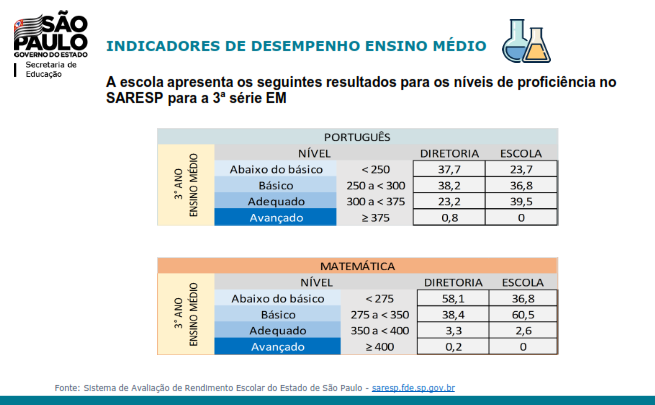 SÃO
PAULO
GOVERNO DO ESTADO
Secretaria de
Educação
INDICADORES DE DESEMPENHO ENSINO MÉDIO
A escola apresenta os seguintes resultados para os níveis de proficiência no
SARESP para a 3ª série EM
PORTUGUÊS
3° ANO
ENSINO MÉDIO
NÍVEL DIRETORIA ESCOLA
Abaixo do básico < 250 37,7 23,7
Básico 250 a < 300 38,2 36,8
Adequado 300 a < 375 23,2 39,5
Avançado ≥ 375 0,8 0
MATEMÁTICA
3° ANO
ENSINO MÉDIO
NÍVEL DIRETORIA ESCOLA
Abaixo do básico < 275 58,1 36,8
Básico 275 a < 350 38,4 60,5
Adequado 350 a < 400 3,3 2,6
Avançado ≥ 400 0,2 0
Fonte: Sistema de Avaliação de Rendimento Escolar do Estado de São Paulo - saresp.fde.sp.gov.br